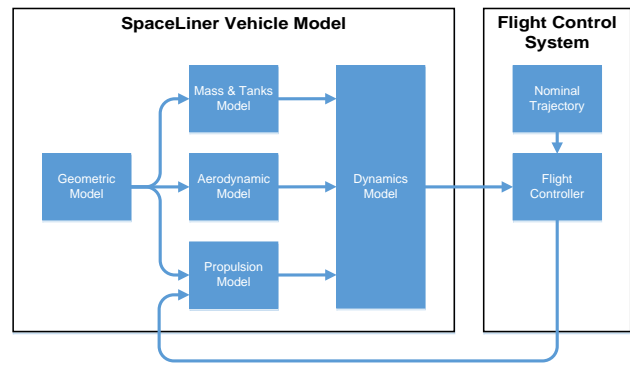 SpaceLiner Vehicle Model
Flight Control
System
Mass & Tanks
Model
Nominal
Trajectory
Geometric
Model
Aerodynamic
Model
Dynamics
Model
Flight
Controller
Propulsion
Model